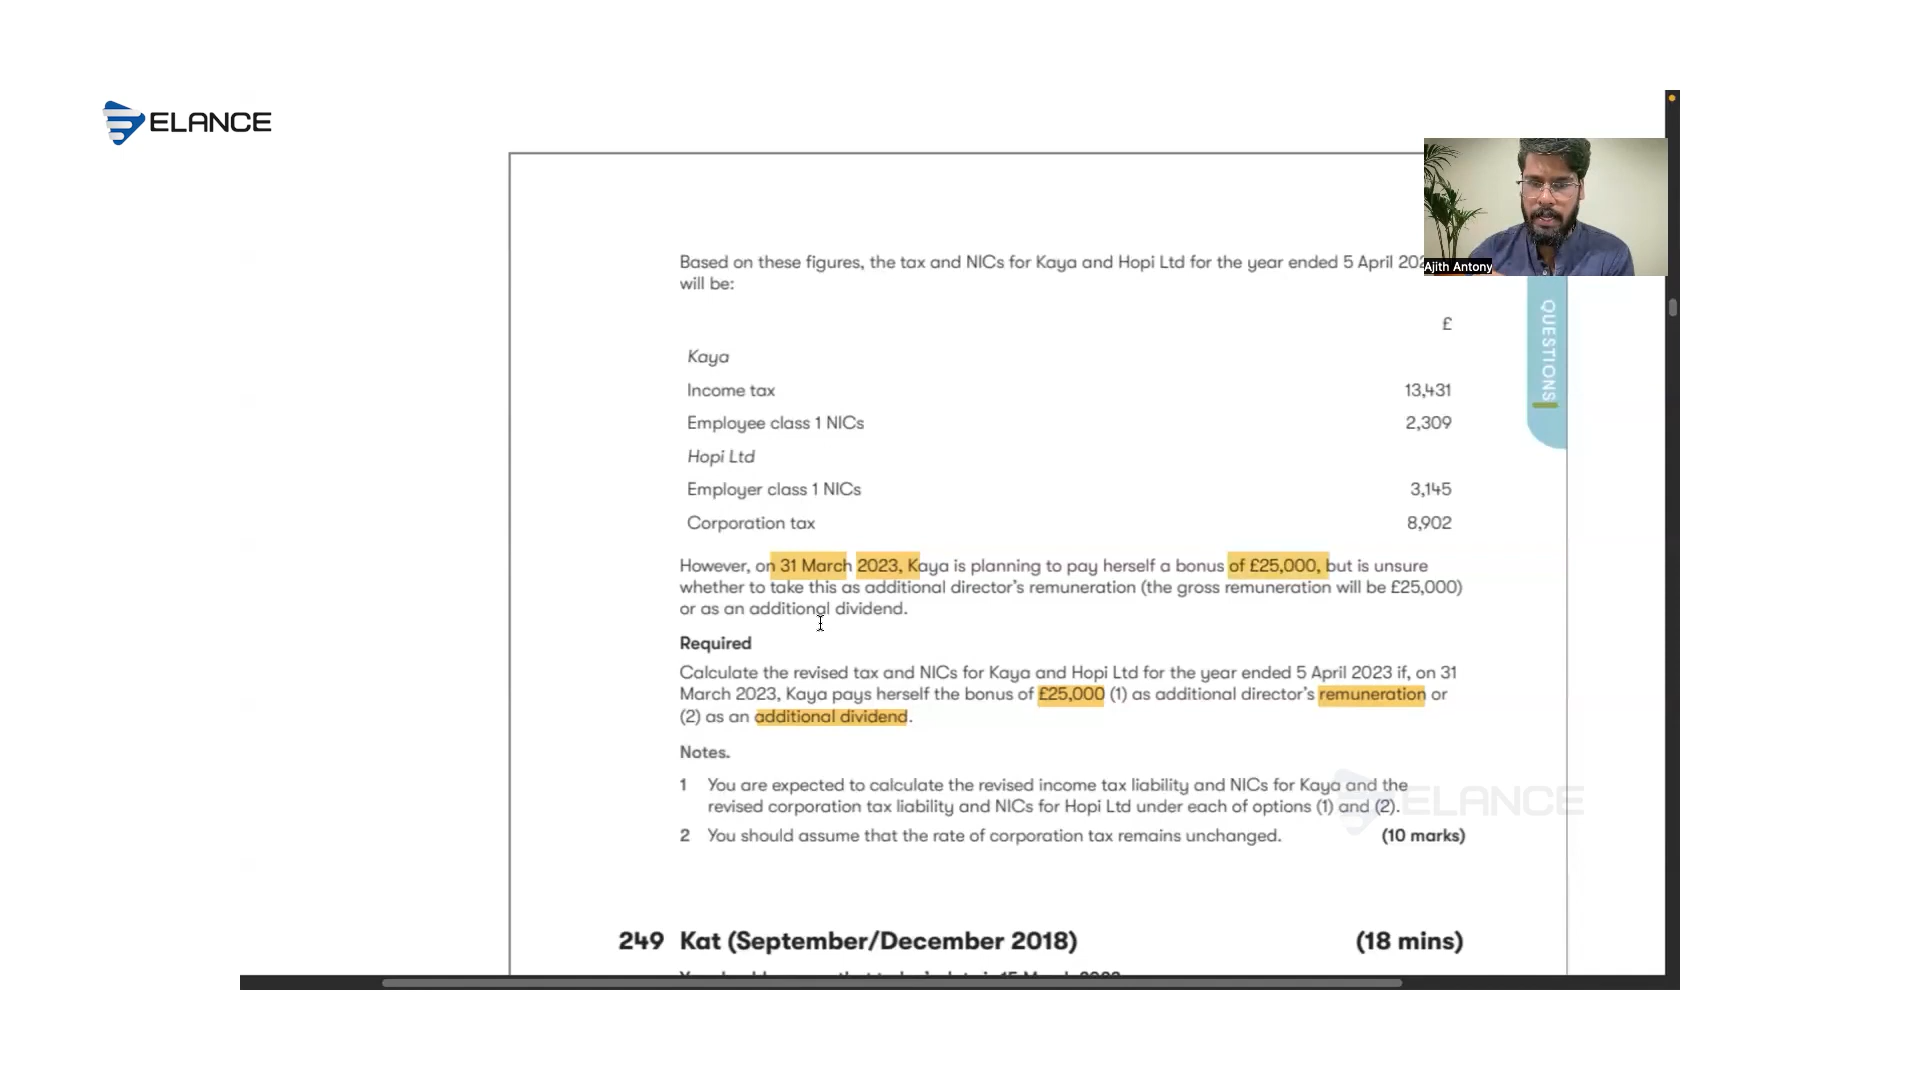 ELANCE
Based on these figures, the tax and NICs for Kaya and Hopi Ltd for the year ended 5 April
will be:
£
Kaya
Income tax 13,431
Employee class 1 NICs 2,309
Hopi Ltd
Employer class 1 NICs 3,145
Corporation tax 8,902
However, on 31 March 2023, Kaya is planning to pay herself a bonus of £25,000, but is unsure
whether to take this as additional director's remuneration (the gross remuneration will be £25,000)
or as an additional dividend.
Required
Calculate the revised tax and NICs for Kaya and Hopi Ltd for the year ended 5 April 2023 if, on 31
March 2023, Kaya pays herself the bonus of £25,000 (1) as additional director's remuneration or
(2) as an additional dividend.
Notes.
1 You are expected to calculate the revised income tax liability and NICs for Kaya and the
revised corporation tax liability and NICs for Hopi Ltd under each of options (1) and (2).
2 You should assume that the rate of corporation tax remains unchanged. (10 marks)
249 Kat (September/December 2018) (18 mins)
Ajith Antony
QUESTIONS
ELANCE